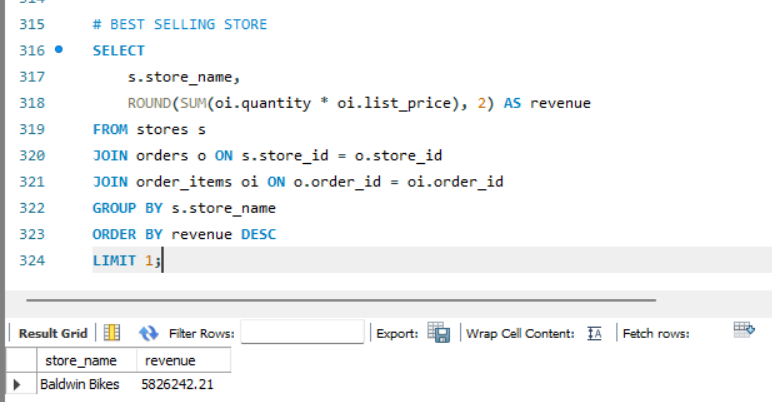 315 # BEST SELLING STORE
316 SELECT
317 s.store_name,
318 ROUND(SUM(oi.quantity * oi.list_price), 2) AS revenue
319 FROM stores s
320 JOIN orders o ON s.store_id = o.store_id
321 JOIN order_items oi ON o.order_id = oi.order_id
322 GROUP BY s.store_name
323 ORDER BY revenue DESC
324 LIMIT 1;
Result Grid Filter Rows: Export: Wrap Cell Content: Fetch rows:
store_name revenue
Baldwin Bikes 5826242.21